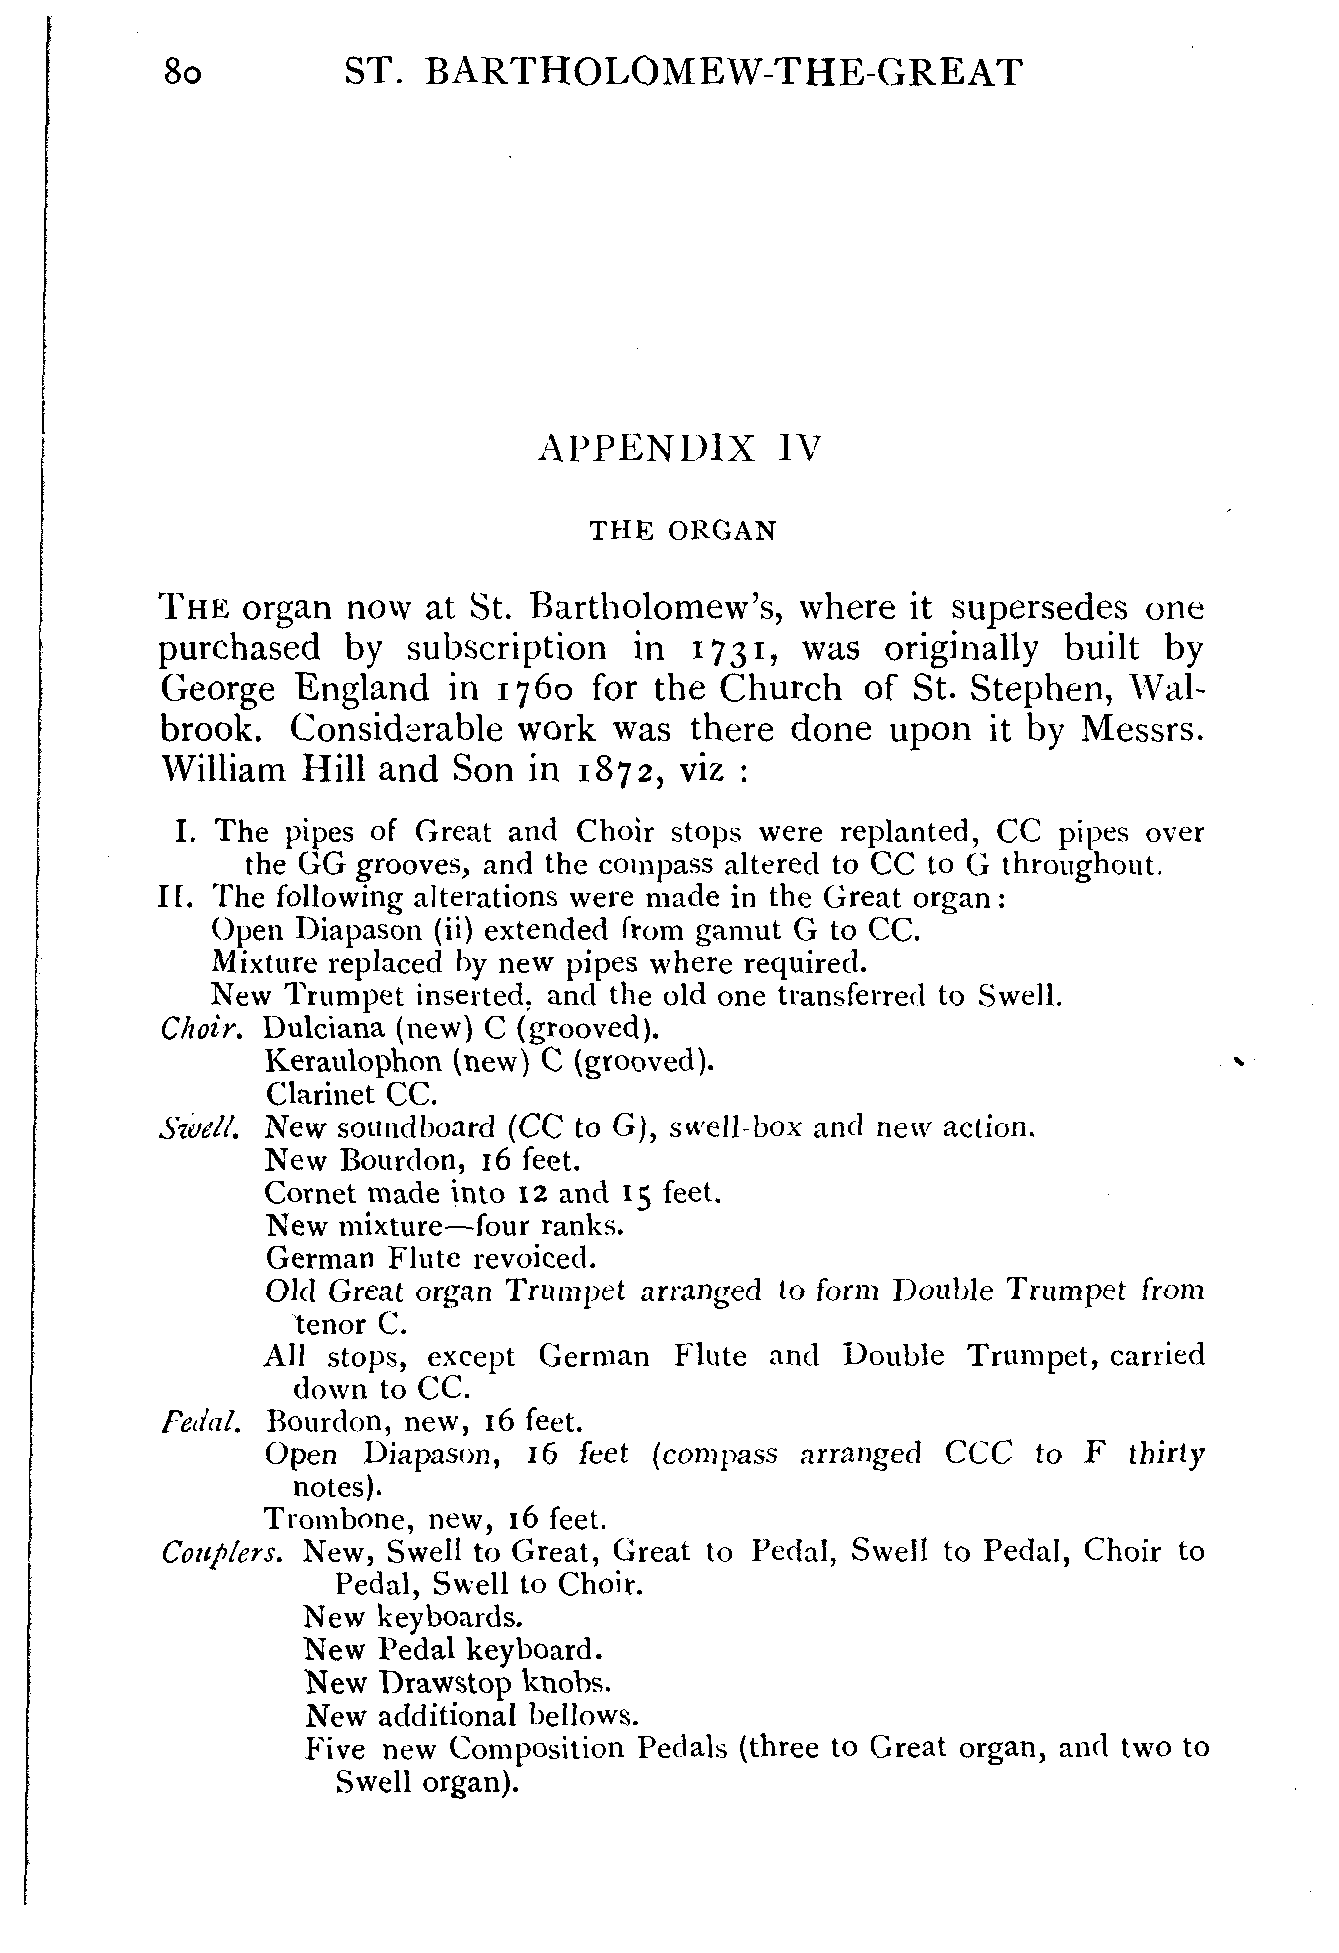 80 ST. BARTHOLOMEW-THE-GREAT
APPENDIX IV
THE ORGAN
THE organ now at St. Bartholomew's, where it supersedes one
purchased by subscription in 1731, was originally built by
George England in 1760 for the Church of St. Stephen, Wal-
brook. Considerable work was there done upon it by Messrs.
William Hill and Son in 1872, viz :
I. The pipes of Great and Choir stops were replanted, CC pipes over
the GG grooves, and the compass altered to CC to G throughout.
II. The following alterations were made in the Great organ:
Open Diapason (ii) extended from gamut G to CC.
Mixture replaced by new pipes where required.
New Trumpet inserted, and the old one transferred to Swell.
Choir. Dulciana (new) C (grooved).
Keraulophon (new) C (grooved).
Clarinet CC.
Swell. New soundboard (CC to G), swell-box and new action.
New Bourdon, 16 feet.
Cornet made into 12 and 15 feet.
New mixture—four ranks.
German Flute revoiced.
Old Great organ Trumpet arranged to form Double Trumpet from
tenor C.
All stops, except German Flute and Double Trumpet, carried
down to CC.
Pedal. Bourdon, new, 16 feet.
Open Diapason, 16 feet (compass arranged CCC to F thirty
notes).
Trombone, new, 16 feet.
Couplers. New, Swell to Great, Great to Pedal, Swell to Pedal, Choir to
Pedal, Swell to Choir.
New keyboards.
New Pedal keyboard.
New Drawstop knobs.
New additional bellows.
Five new Composition Pedals (three to Great organ, and two to
Swell organ).